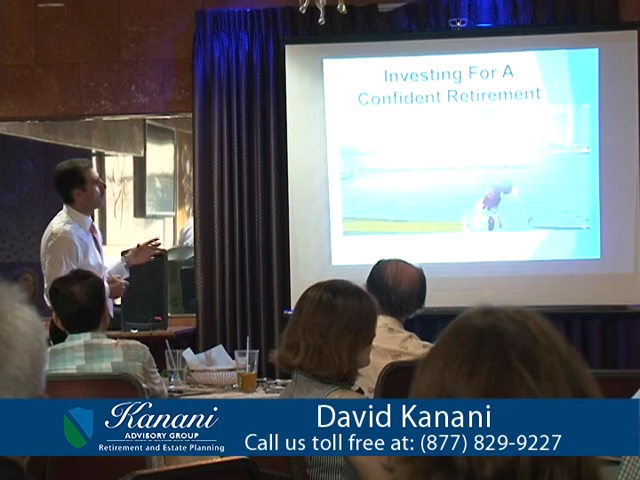 Investing For A
Confident Retirement
Kanani
ADVISORY GROUP
Retirement and Estate Planning
David Kanani
Call us toll free at: (877) 829-9227